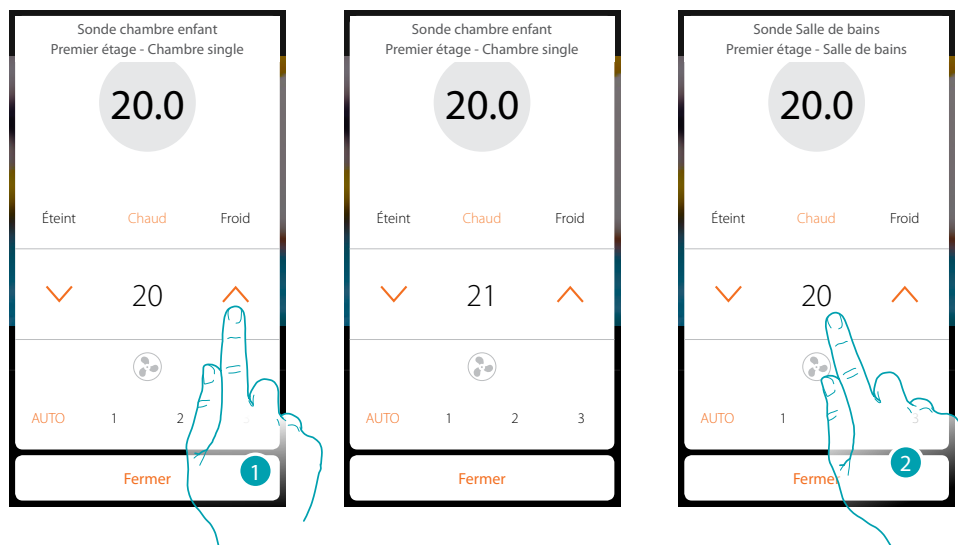 Sonde chambre enfant
Premier étage - Chambre single
20.0
Éteint Chaud Froid
20
AUTO 1 2 3
Fermer
1
Sonde chambre enfant
Premier étage - Chambre single
20.0
Éteint Chaud Froid
21
AUTO 1 2 3
Fermer
Sonde Salle de bains
Premier étage - Salle de bains
20.0
Éteint Chaud Froid
20
AUTO 1 3
Fermer
2